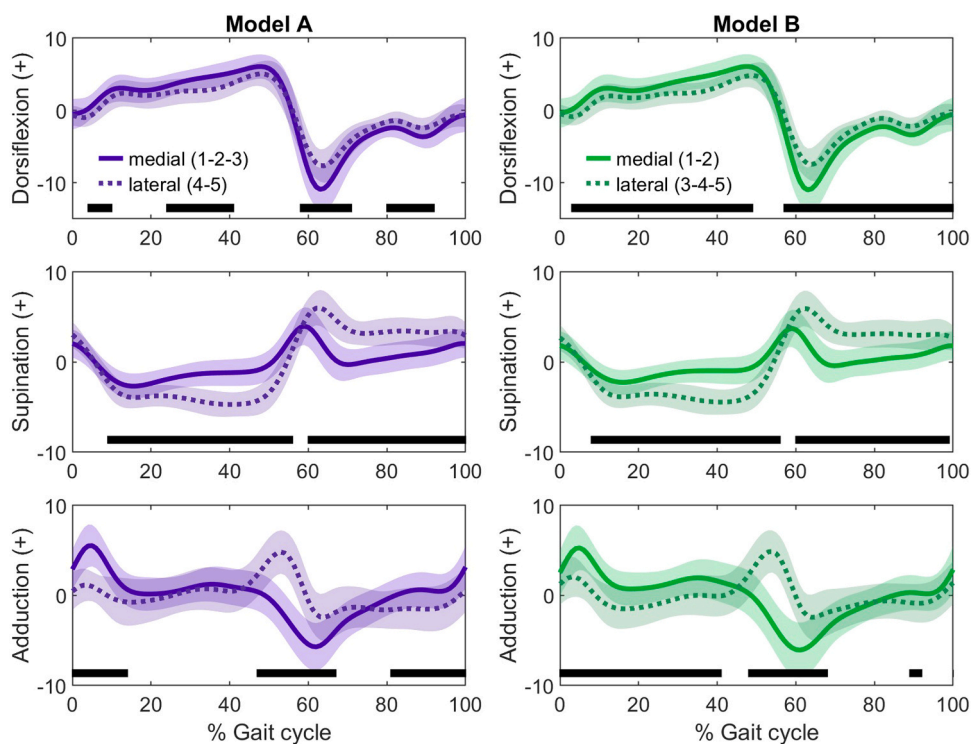 Model A
Model B
Dorsiflexion (+)
10
0
-10
medial (1-2-3)
lateral (4-5)
0 20 40 60 80 100
Dorsiflexion (+)
10
0
-10
medial (1-2)
lateral (3-4-5)
0 20 40 60 80 100
Supination (+)
10
0
-10
0 20 40 60 80 100
Supination (+)
10
0
-10
0 20 40 60 80 100
Adduction (+)
10
0
-10
0 20 40 60 80 100
% Gait cycle
Adduction (+)
10
0
-10
0 20 40 60 80 100
% Gait cycle